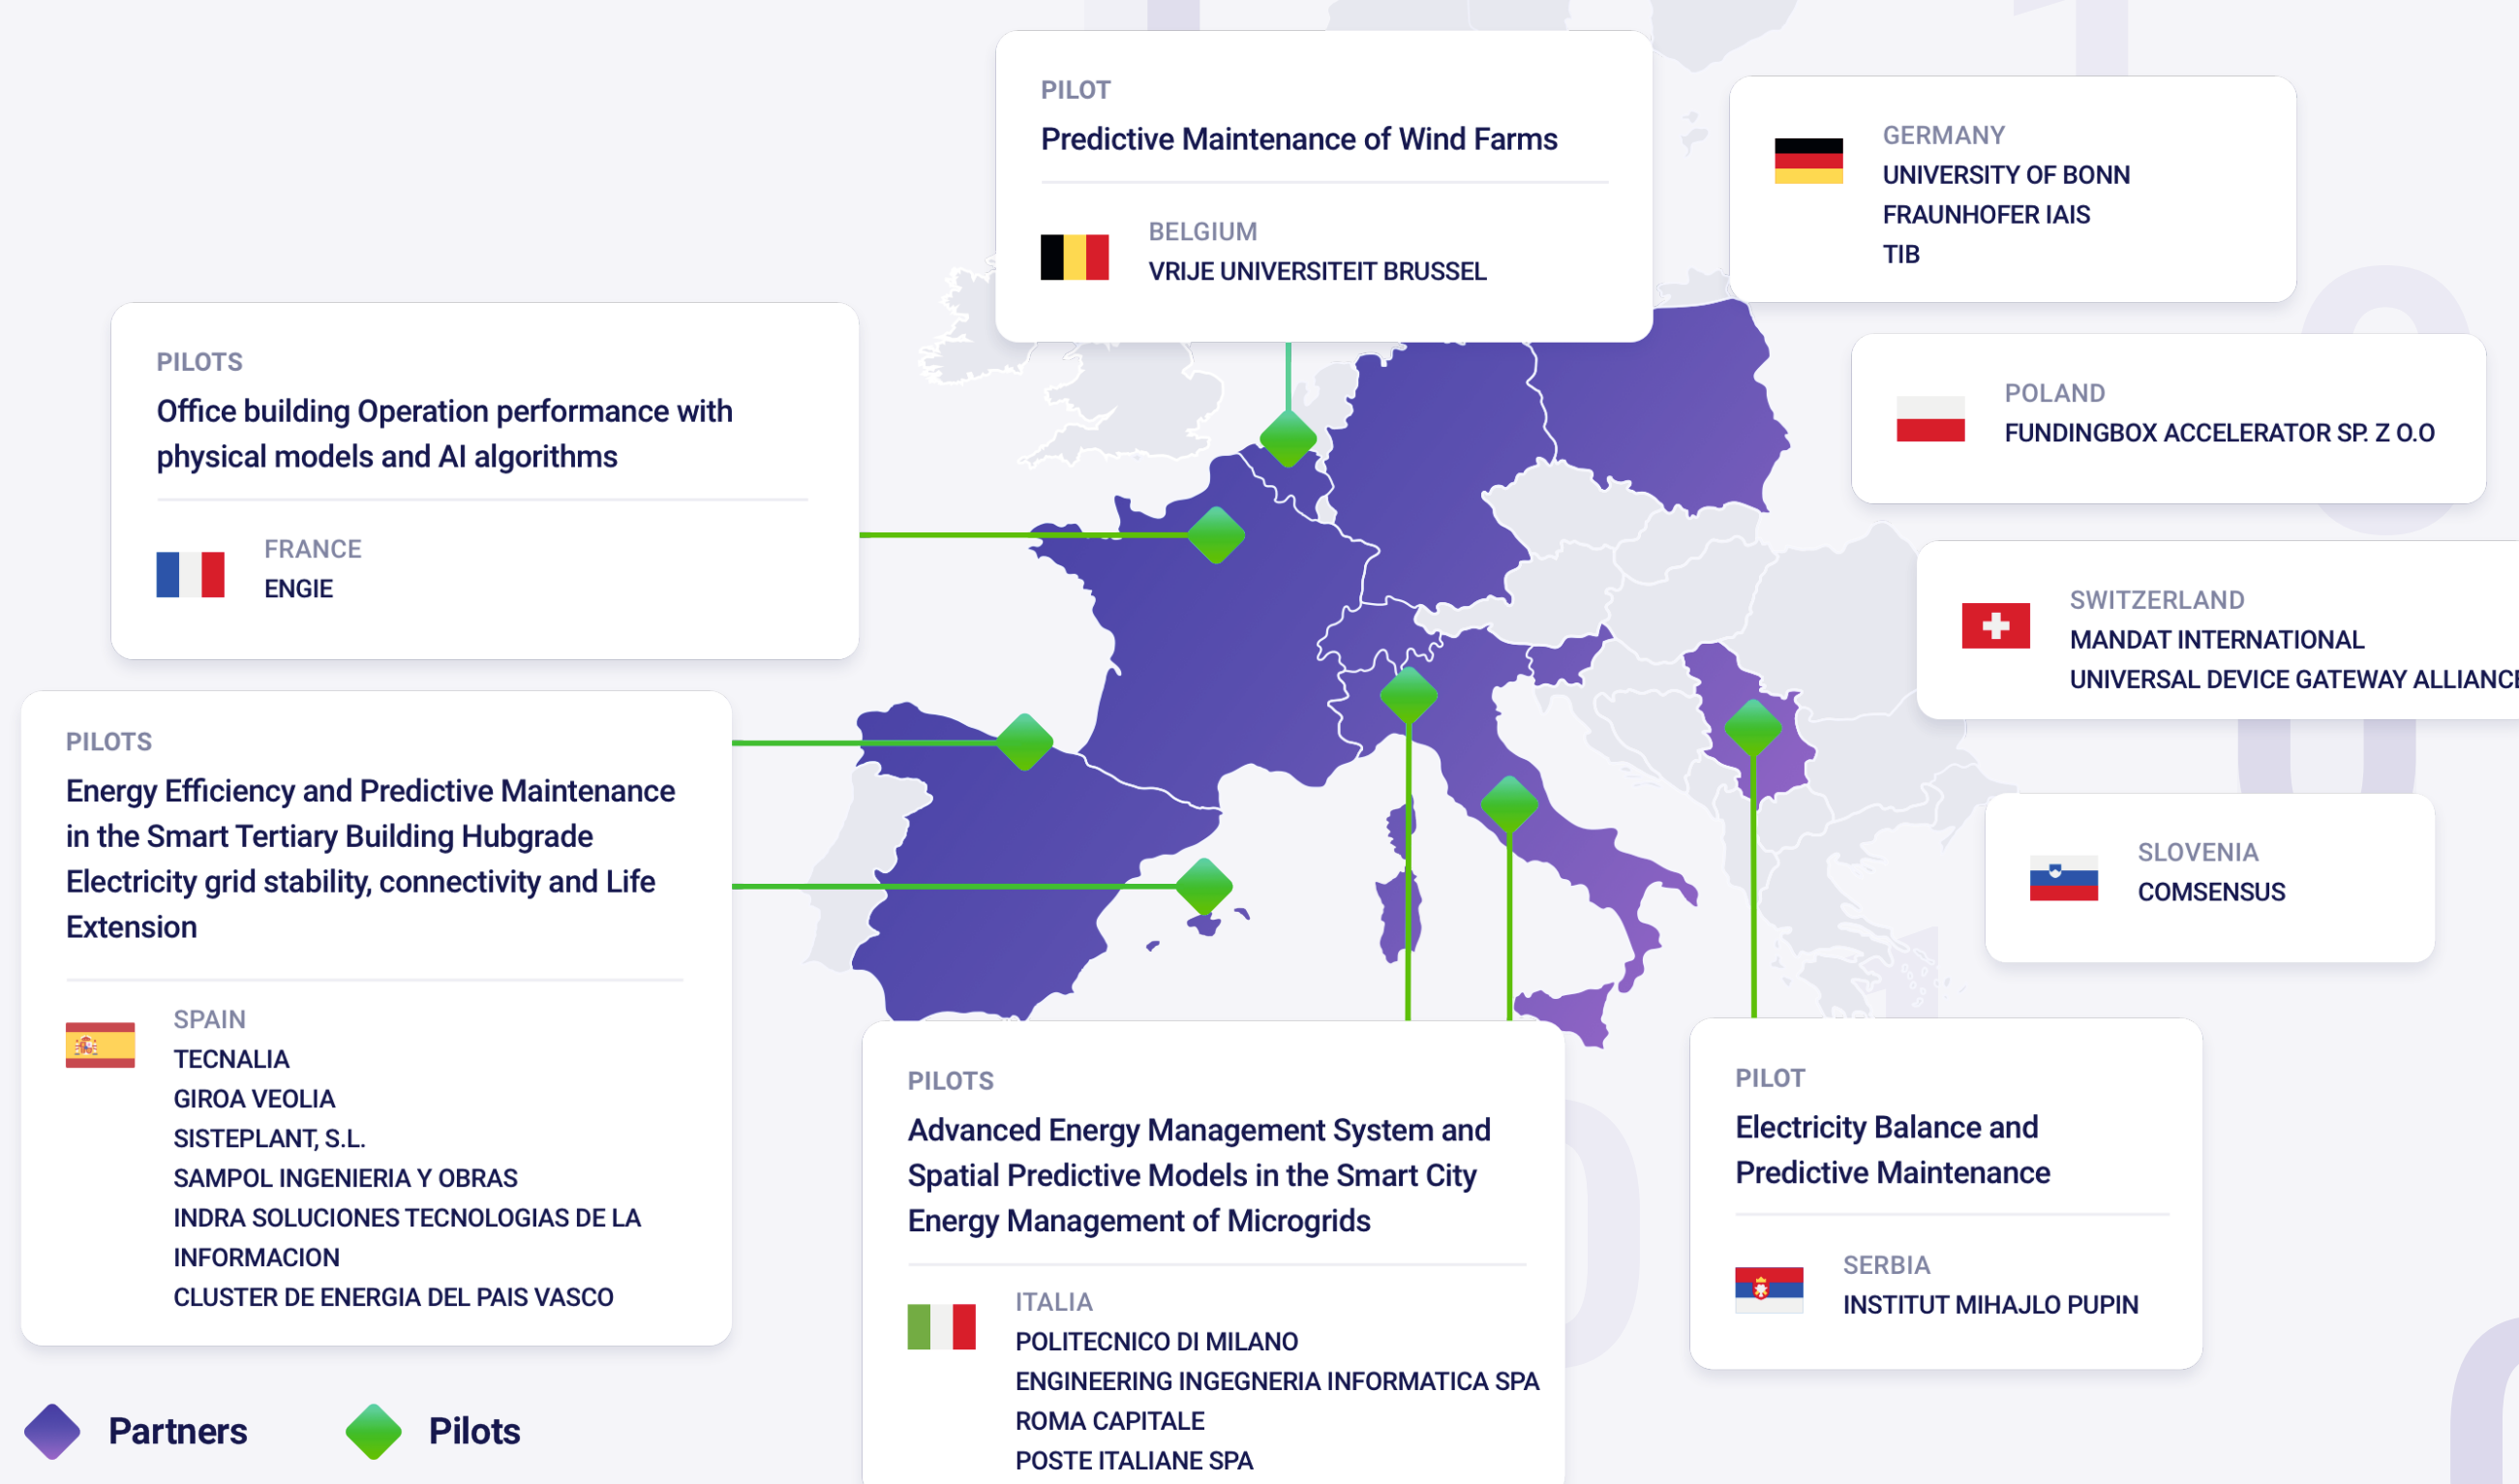 PILOT
Predictive Maintenance of Wind Farms
BELGIUM
VRIJE UNIVERSITEIT BRUSSEL
GERMANY
UNIVERSITY OF BONN
FRAUNHOFER IAIS
TIB
PILOTS
Office building Operation performance with
physical models and AI algorithms
FRANCE
ENGIE
POLAND
FUNDINGBOX ACCELERATOR SP. Z O.O
SWITZERLAND
MANDAT INTERNATIONAL
UNIVERSAL DEVICE GATEWAY ALLIANCE
PILOTS
Energy Efficiency and Predictive Maintenance
in the Smart Tertiary Building Hubgrade
Electricity grid stability, connectivity and Life
Extension
SPAIN
TECNALIA
GIROA VEOLIA
SISTEPLANT, S.L.
SAMPOL INGENIERIA Y OBRAS
INDRA SOLUCIONES TECNOLOGIAS DE LA
INFORMACION
CLUSTER DE ENERGIA DEL PAIS VASCO
SLOVENIA
COMSENSUS
PILOTS
Advanced Energy Management System and
Spatial Predictive Models in the Smart City
Energy Management of Microgrids
ITALIA
POLITECNICO DI MILANO
ENGINEERING INGEGNERIA INFORMATICA SPA
ROMA CAPITALE
POSTE ITALIANE SPA
PILOT
Electricity Balance and
Predictive Maintenance
SERBIA
INSTITUT MIHAJLO PUPIN
Partners
Pilots